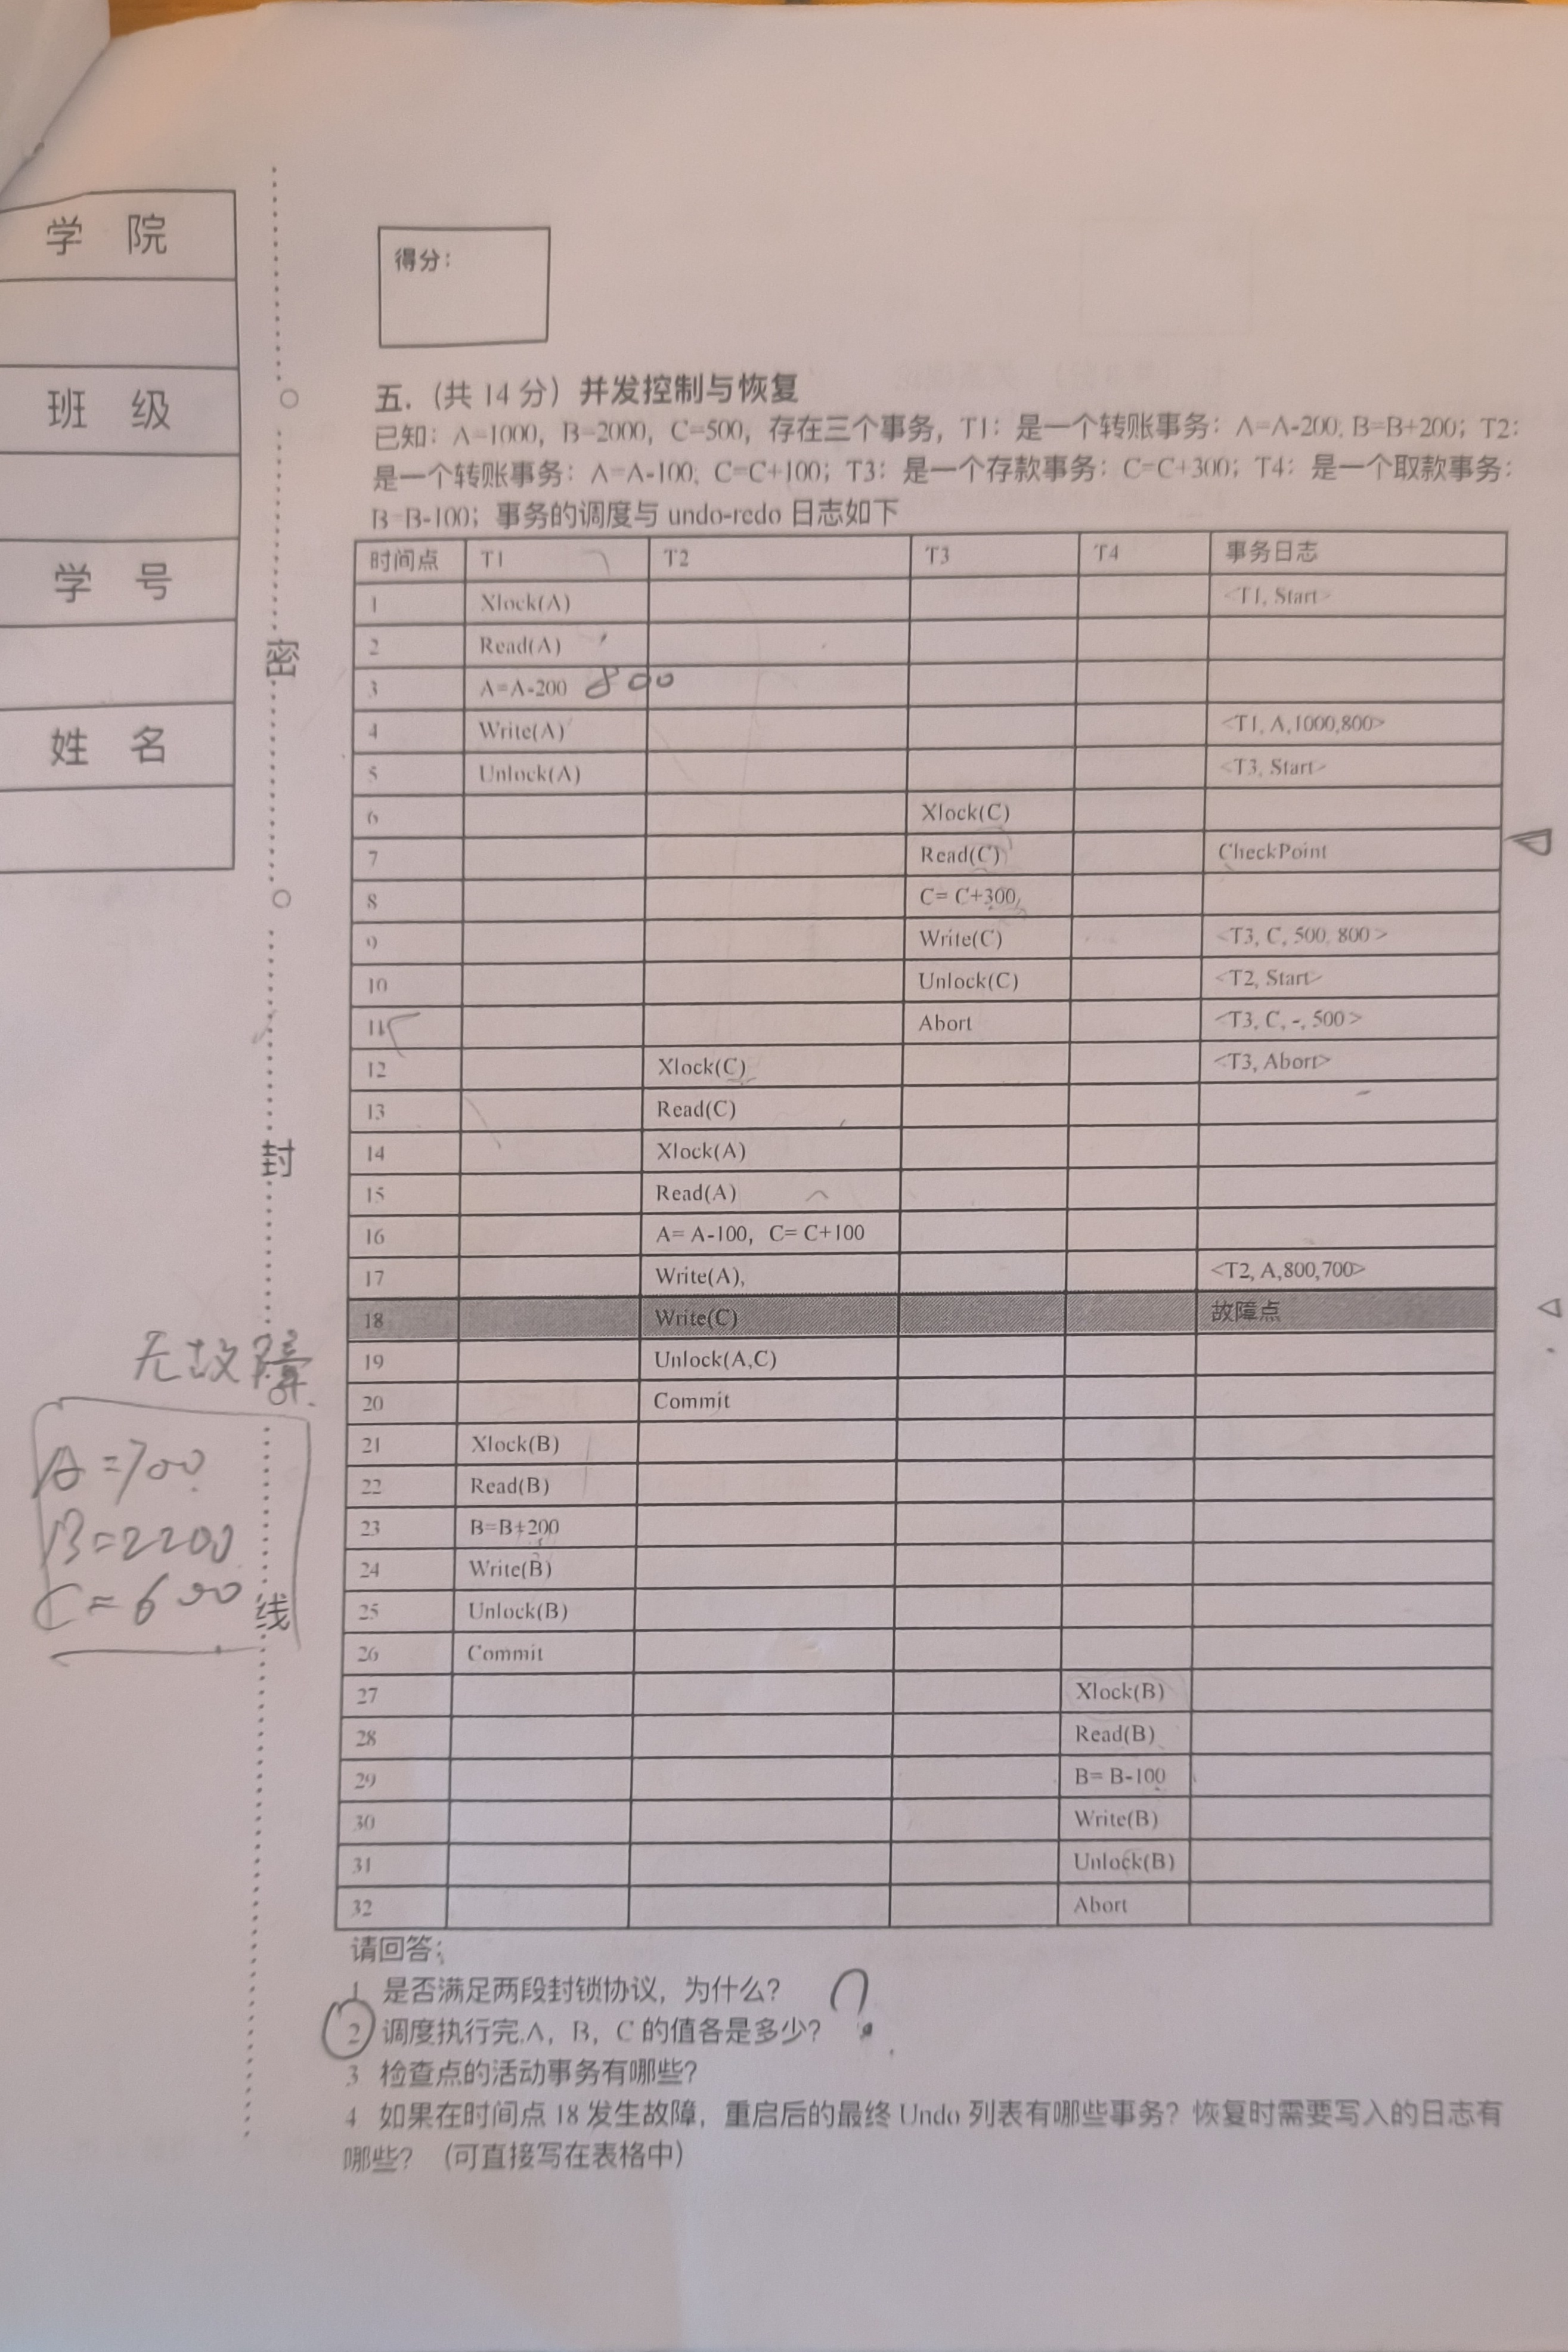 学 院
班 级
学 号
姓 名
密
封
线
得分：
五.（共 14 分）并发控制与恢复
已知：A=1000，B=2000，C=500，存在三个事务，T1：是一个转账事务：A=A-200, B=B+200；T2：
是一个转账事务：A=A-100, C=C+100；T3：是一个存款事务：C=C+300；T4：是一个取款事务：
B=B-100；事务的调度与 undo-redo 日志如下
时间点 T1 T2 T3 T4 事务日志
1 Xlock(A) <T1, Start>
2 Read(A)
3 A=A-200 800
4 Write(A) <T1, A,1000,800>
5 Unlock(A) <T3, Start>
6 Xlock(C)
7 Read(C) CheckPoint
8 C= C+300
9 Write(C) <T3, C, 500, 800 >
10 Unlock(C) <T2, Start>
11 Abort <T3, C, -, 500 >
12 Xlock(C) <T3, Abort>
13 Read(C)
14 Xlock(A)
15 Read(A)
16 A= A-100，C= C+100
17 Write(A), <T2, A,800,700>
18 Write(C) 故障点
19 Unlock(A,C)
20 Commit
21 Xlock(B)
22 Read(B)
23 B=B+200
24 Write(B)
25 Unlock(B)
26 Commit
27 Xlock(B)
28 Read(B)
29 B= B-100
30 Write(B)
31 Unlock(B)
32 Abort
无故障
A=700
B=2200
C=600
请回答：
1 是否满足两段封锁协议，为什么？ ?
2 调度执行完 A，B，C 的值各是多少？
3 检查点的活动事务有哪些？
4 如果在时间点 18 发生故障，重启后的最终 Undo 列表有哪些事务？恢复时需要写入的日志有
哪些？（可直接写在表格中）